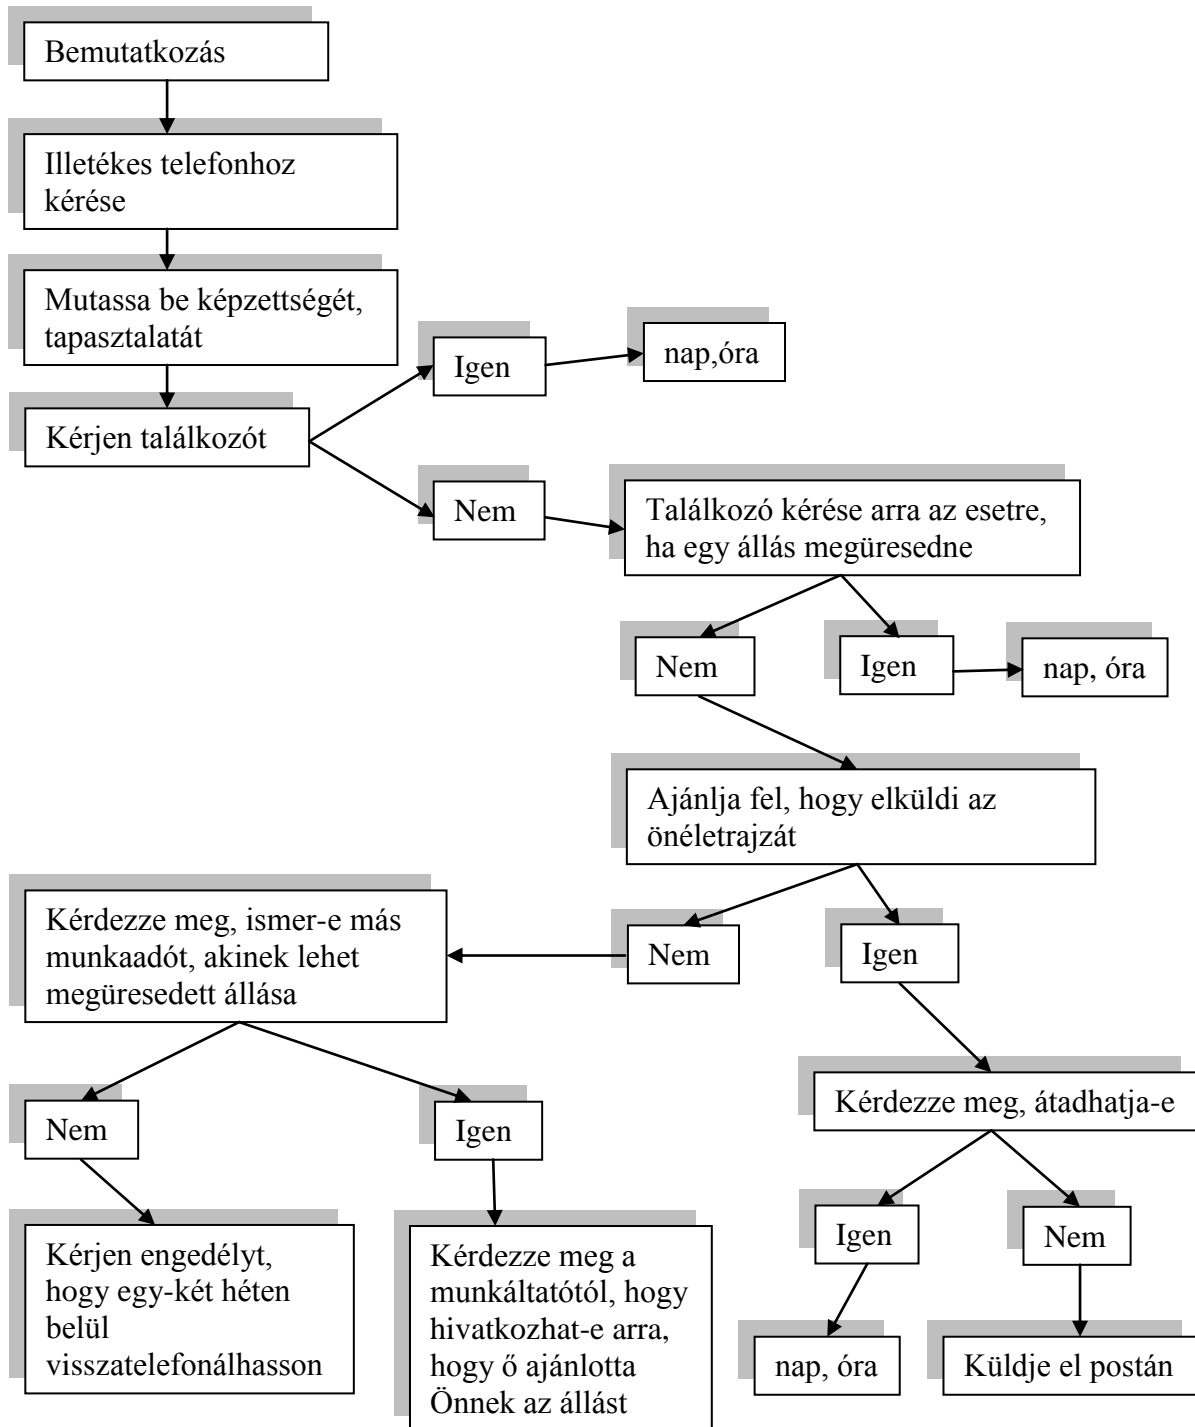 Bemutatkozás
Illetékes telefonhoz
kérése
Mutassa be képzettségét,
tapasztalatát
Igen
nap,óra
Kérjen találkozót
Nem
Találkozó kérése arra az esetre,
ha egy állás megüresedne
Nem
Igen
nap, óra
Ajánlja fel, hogy elküldi az
önéletrajzát
Kérdezze meg, ismer-e más
munkaadót, akinek lehet
megüresedett állása
Nem
Igen
Kérdezze meg, átadhatja-e
Nem
Igen
Igen
Nem
Kérjen engedélyt,
hogy egy-két héten
belül
visszatelefonálhasson
Kérdezze meg a
munkáltatótól, hogy
hivatkozhat-e arra,
hogy ő ajánlotta
Önnek az állást
nap, óra
Küldje el postán